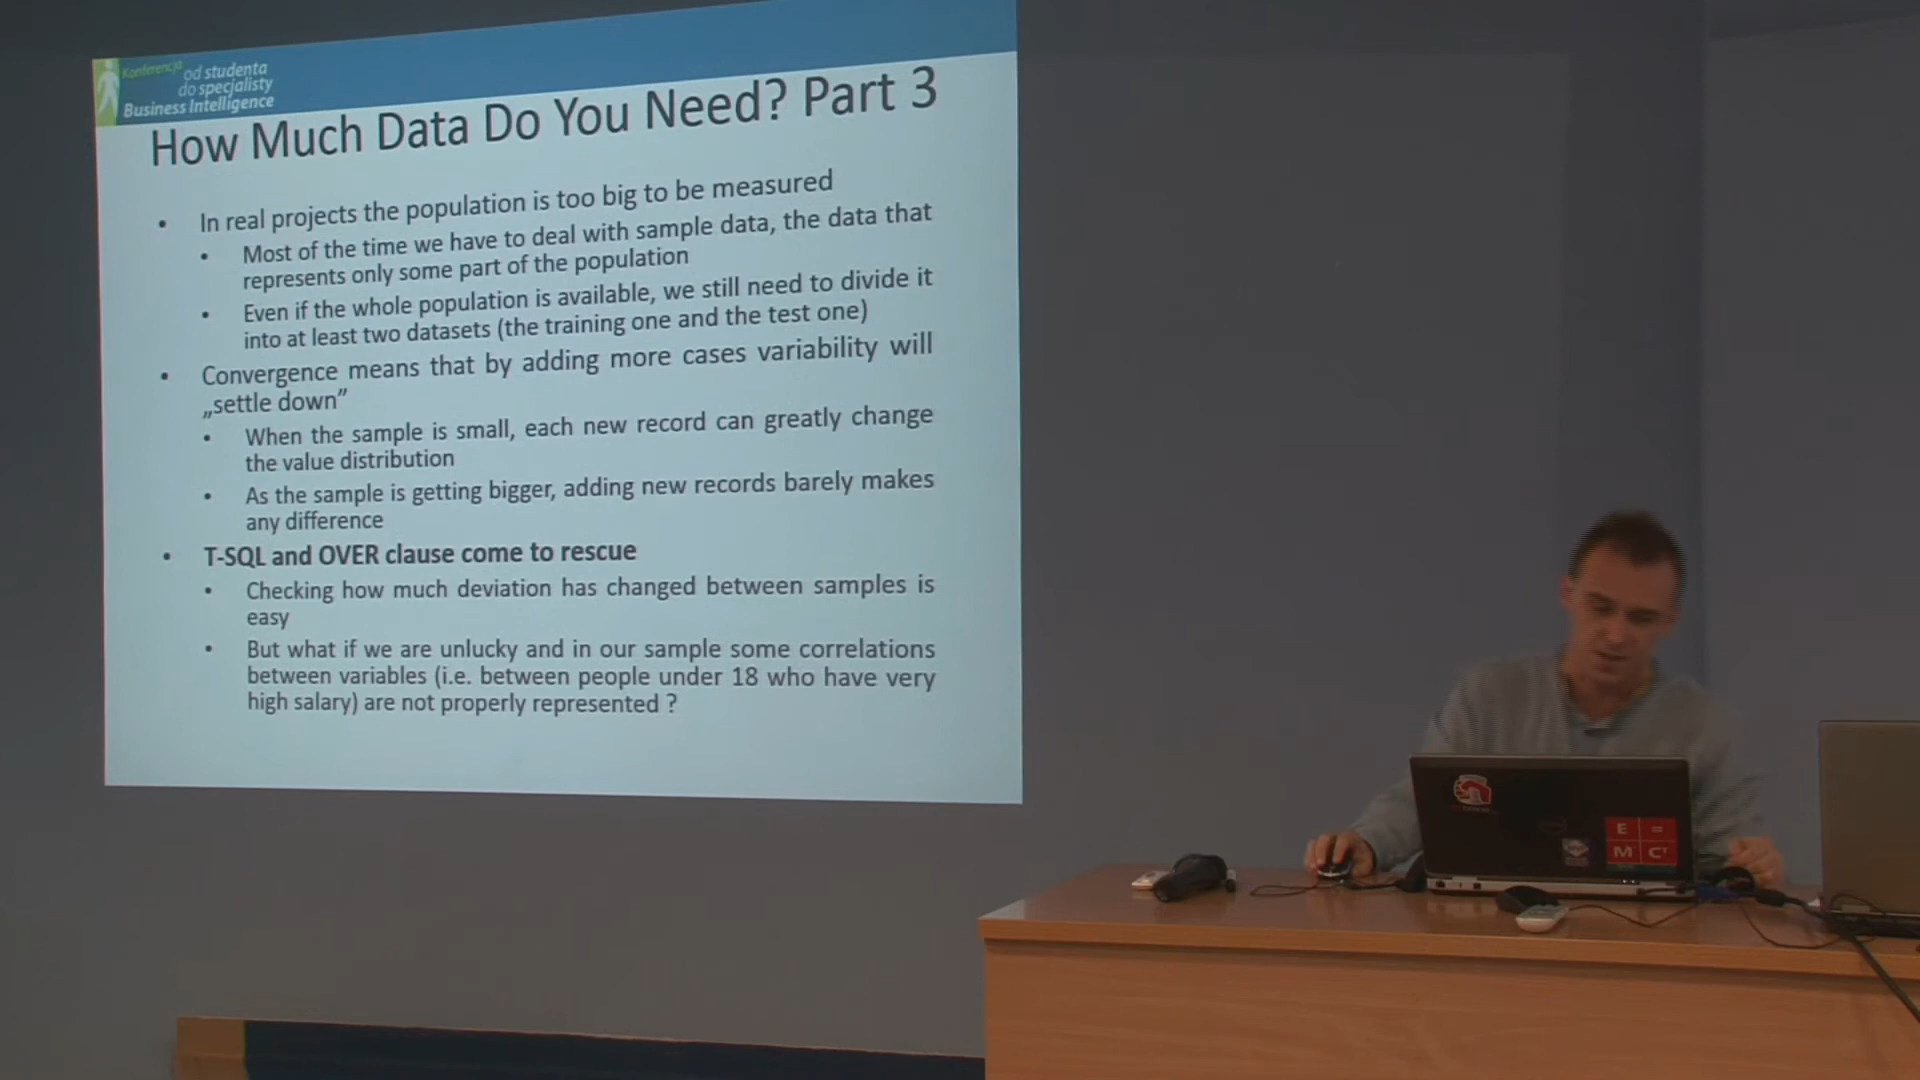 Konferencja
od studenta
do specjalisty
Business Intelligence
How Much Data Do You Need? Part 3
• In real projects the population is too big to be measured
• Most of the time we have to deal with sample data, the data that
represents only some part of the population
• Even if the whole population is available, we still need to divide it
into at least two datasets (the training one and the test one)
• Convergence means that by adding more cases variability will
„settle down”
• When the sample is small, each new record can greatly change
the value distribution
• As the sample is getting bigger, adding new records barely makes
any difference
• T-SQL and OVER clause come to rescue
• Checking how much deviation has changed between samples is
easy
• But what if we are unlucky and in our sample some correlations
between variables (i.e. between people under 18 who have very
high salary) are not properly represented ?
E =
M C²